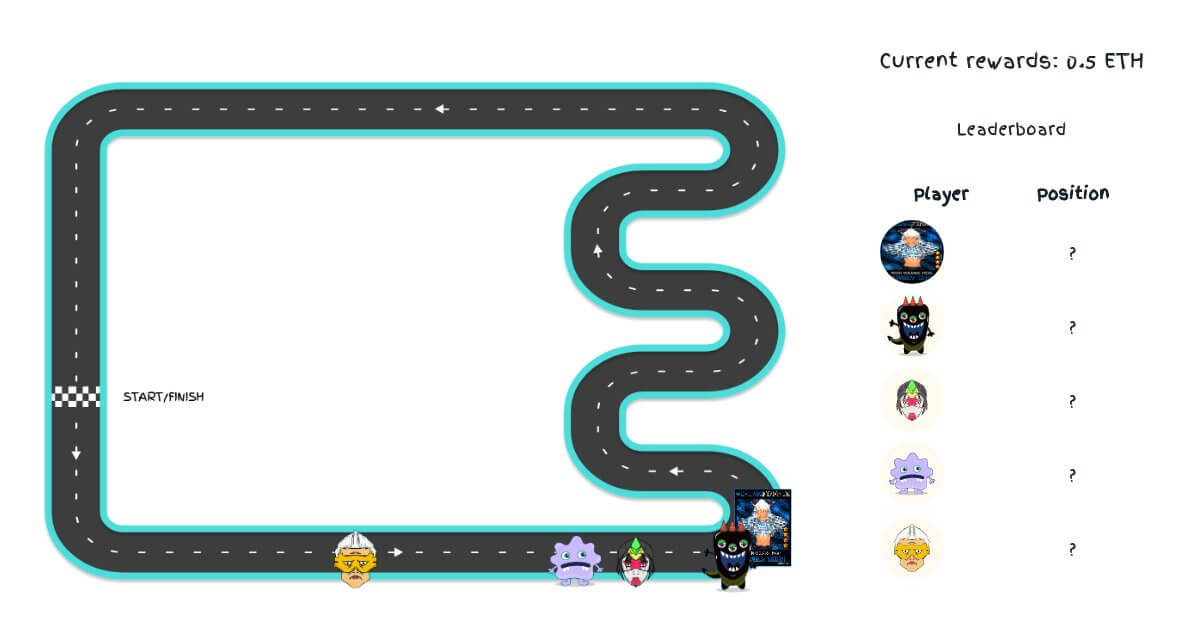 Current rewards: 0.5 ETH
Leaderboard
Player Position
?
?
?
?
?
START/FINISH